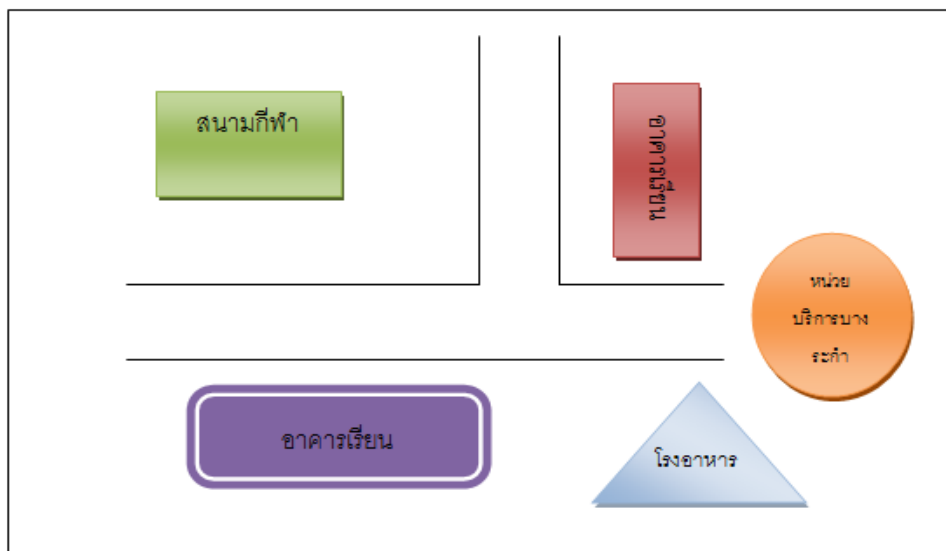 สนามกีฬา
อาคารเรียน
หน่วย
บริการบาง
ระกำ
อาคารเรียน
โรงอาหาร